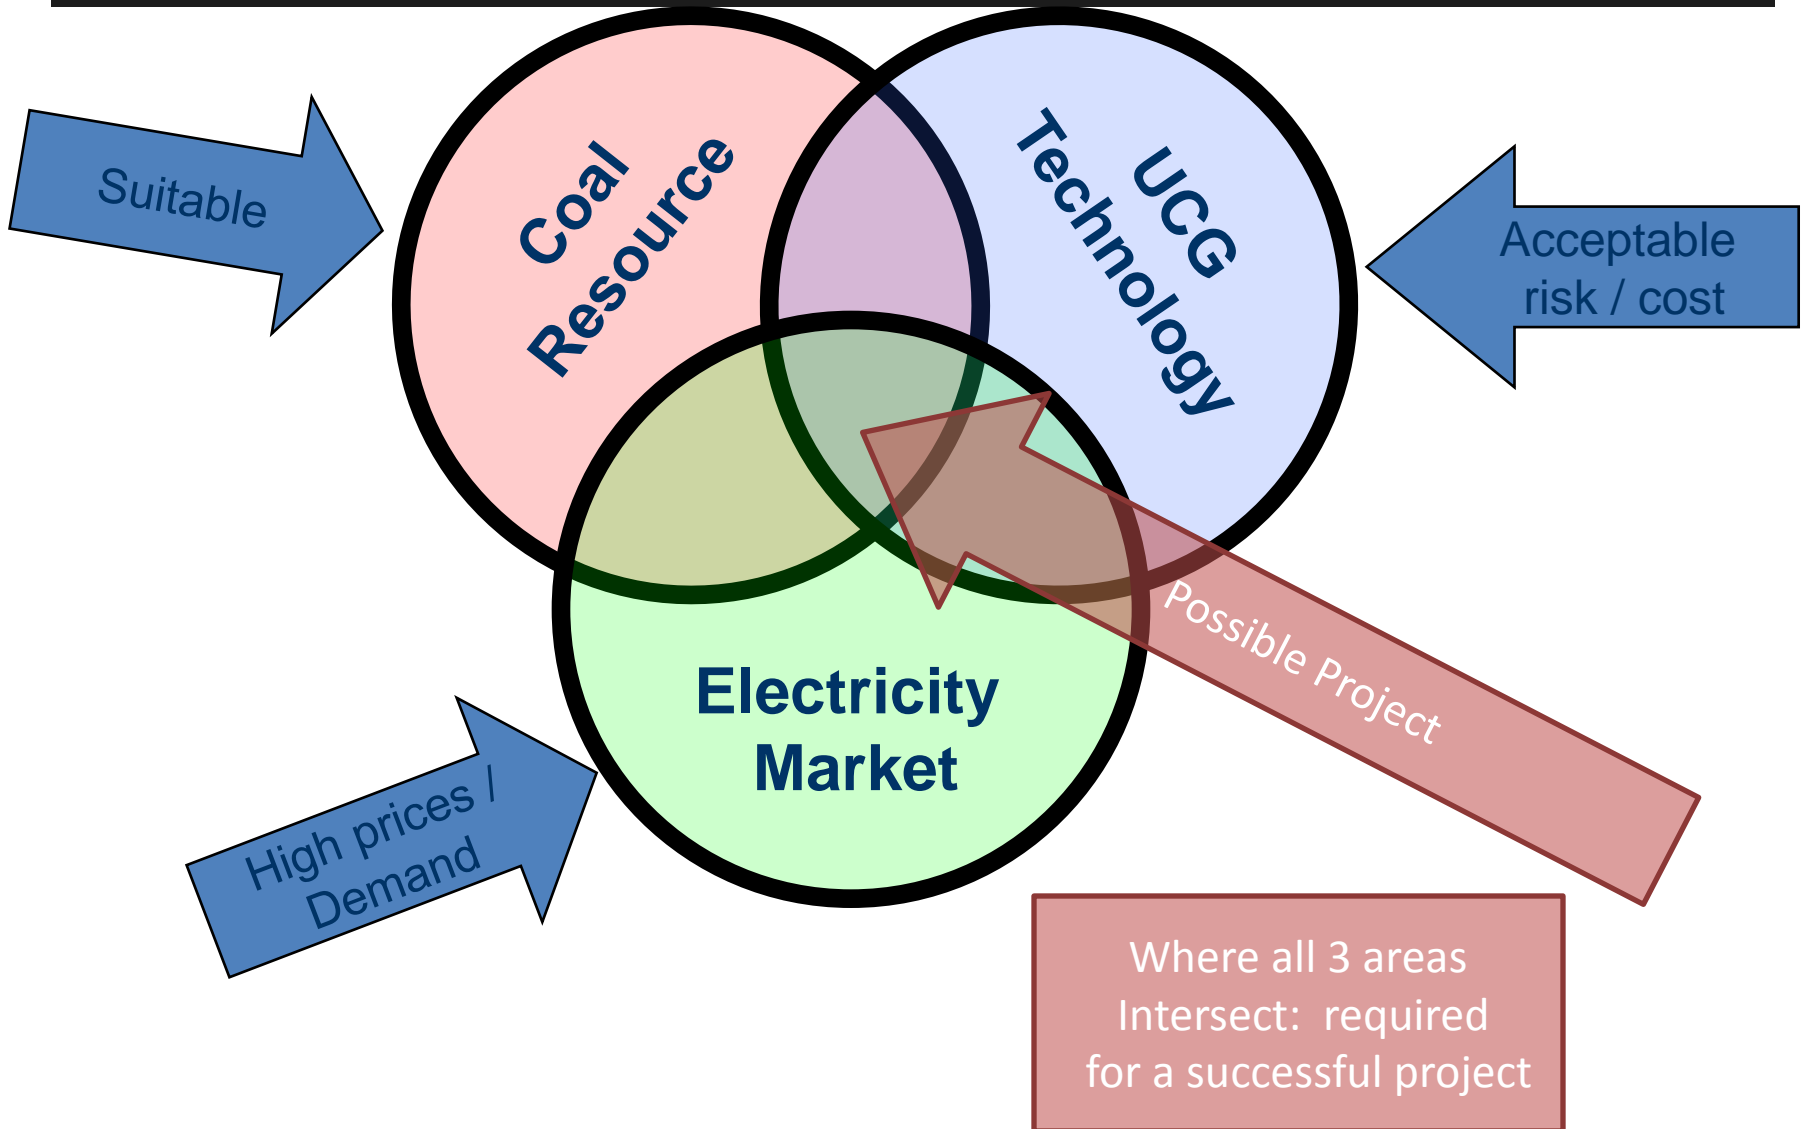 Suitable
Coal
Resource
UCG
Technology
Acceptable
risk / cost
Electricity
Market
High prices /
Demand
Possible Project
Where all 3 areas
Intersect:  required
for a successful project